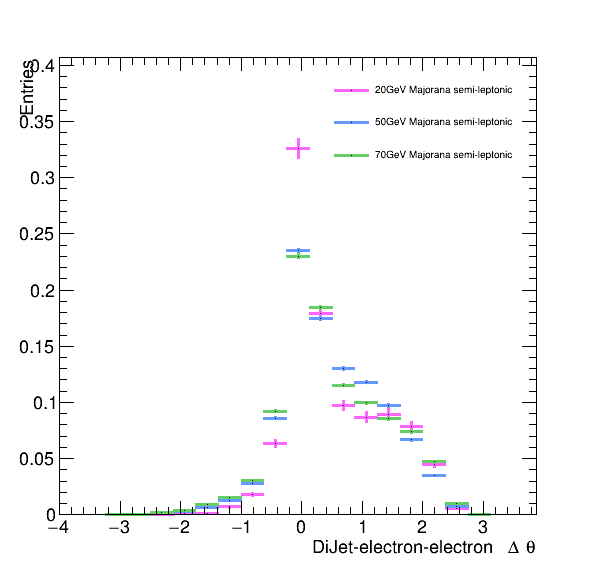 Entries
0.4
0.35
0.3
0.25
0.2
0.15
0.1
0.05
0
20GeV Majorana semi-leptonic
50GeV Majorana semi-leptonic
70GeV Majorana semi-leptonic
−4 −3 −2 −1 0 1 2 3
DiJet-electron-electron Δ θ